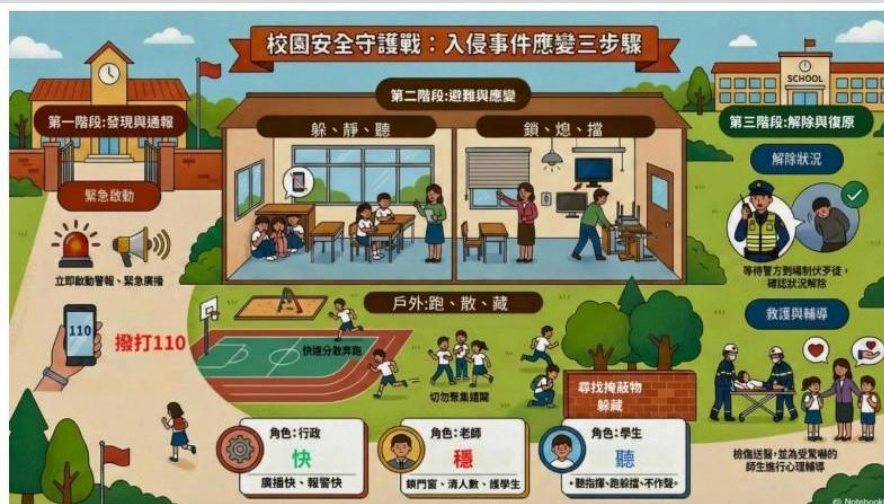 校園安全守護戰：入侵事件應變三步驟
SCHOOL
第一階段:發現與通報
緊急啟動
立即啟動警報、緊急廣播
110
撥打110
第二階段:避難與應變
躲、靜、聽
鎖、熄、擋
戶外:跑、散、藏
快速分散奔跑
切勿聚集
尋找掩蔽物
躲藏
第三階段:解除與復原
解除狀況
等待警方到場制伏歹徒，
確認狀況解除
救護與輔導
檢傷送醫，並為受驚嚇的
師生進行心理輔導
角色:行政
快
廣播快、報警快
角色:老師
穩
鎖門窗、清人數、護學生
角色:學生
聽
•聽指揮、跑躲擋、不作聲。
Notebook